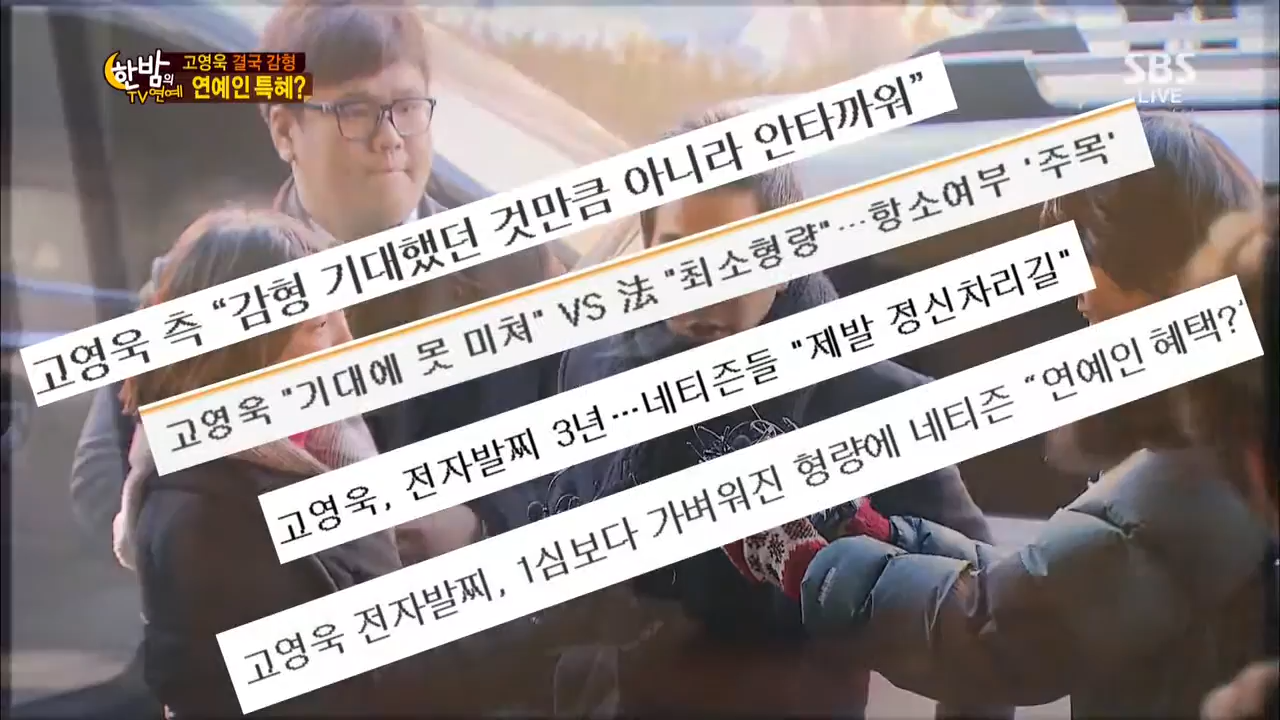 한밤의
TV연예
고영욱 결국 감형
연예인 특혜?
SBS
LIVE
고영욱 측 “감형 기대했던 것만큼 아니라 안타까워”
고영욱 "기대에 못 미쳐" VS 法 "최소형량"…항소여부 '주목'
고영욱, 전자발찌 3년…네티즌들 "제발 정신차리길"
고영욱 전자발찌, 1심보다 가벼워진 형량에 네티즌 “연예인 혜택?”